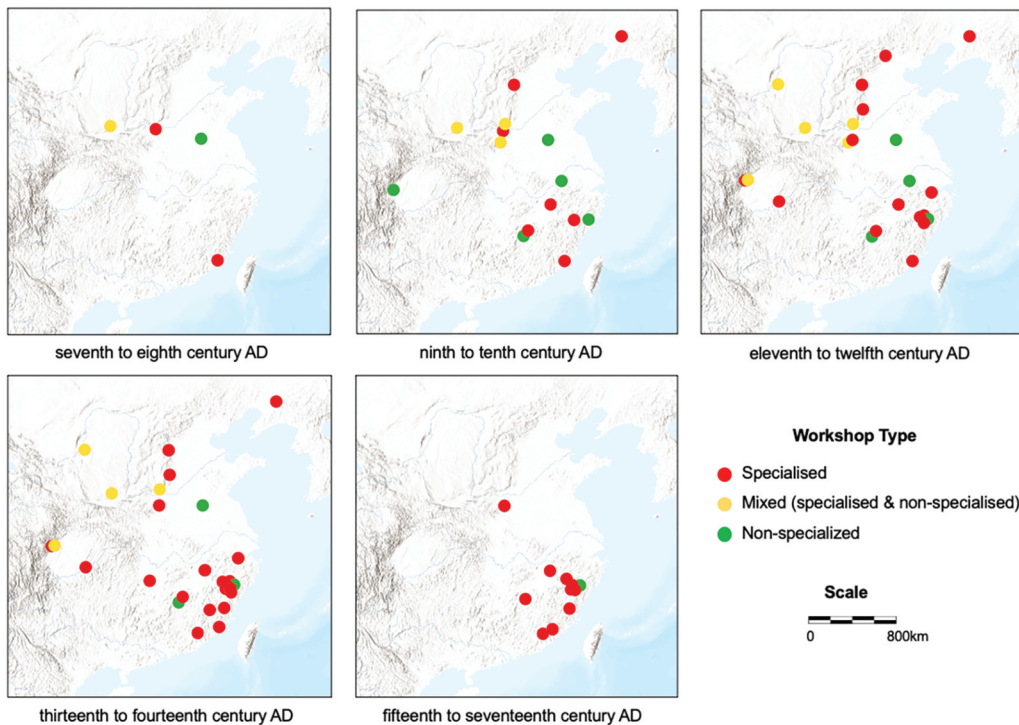 seventh to eighth century AD
ninth to tenth century AD
eleventh to twelfth century AD
thirteenth to fourteenth century AD
fifteenth to seventeenth century AD
Workshop Type
Specialised
Mixed (specialised & non-specialised)
Non-specialized
Scale
0 800km